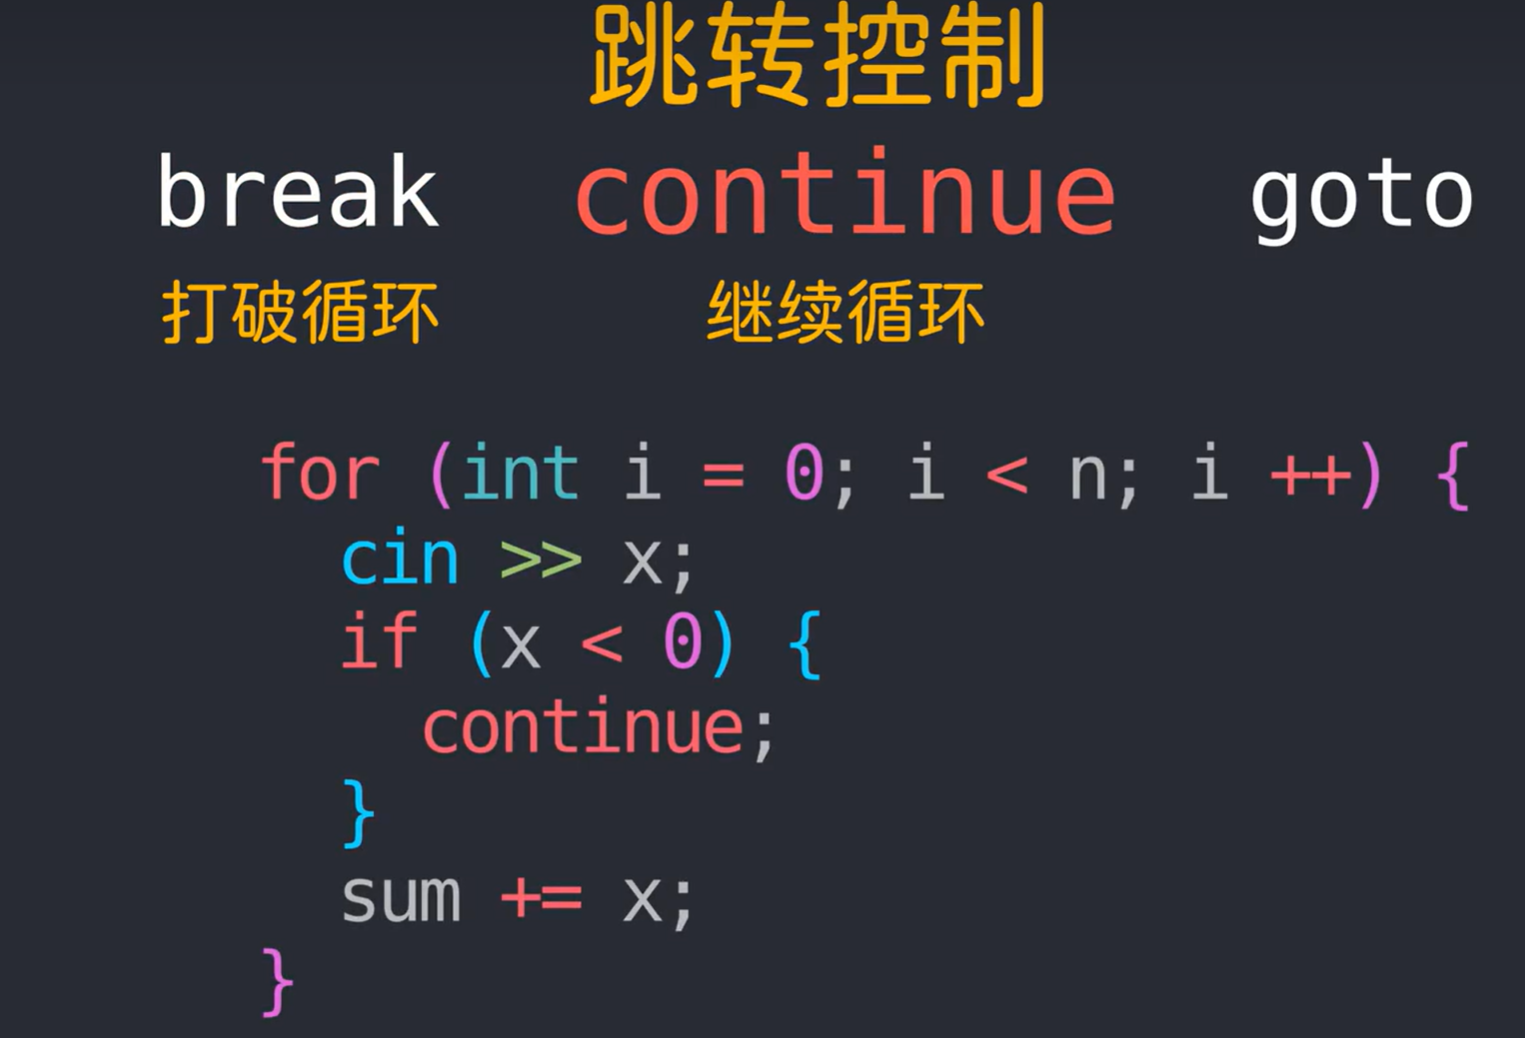 跳转控制
break continue goto
打破循环 继续循环
for (int i = 0; i < n; i ++) {
cin >> x;
if (x < 0) {
continue;
}
sum += x;
}